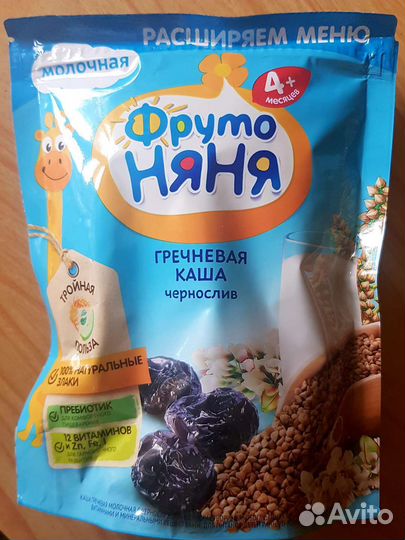 РАСШИРЯЕМ МЕНЮ
МОЛОЧНАЯ
4+
месяцев
Фруто
НЯНЯ
ГРЕЧНЕВАЯ
КАША
чернослив
ТРОЙНАЯ
ПОЛЬЗА
100% НАТУРАЛЬНЫЕ
ЗЛАКИ
ПРЕБИОТИК
12 ВИТАМИНОВ
и Zn, Fe, I
Avito